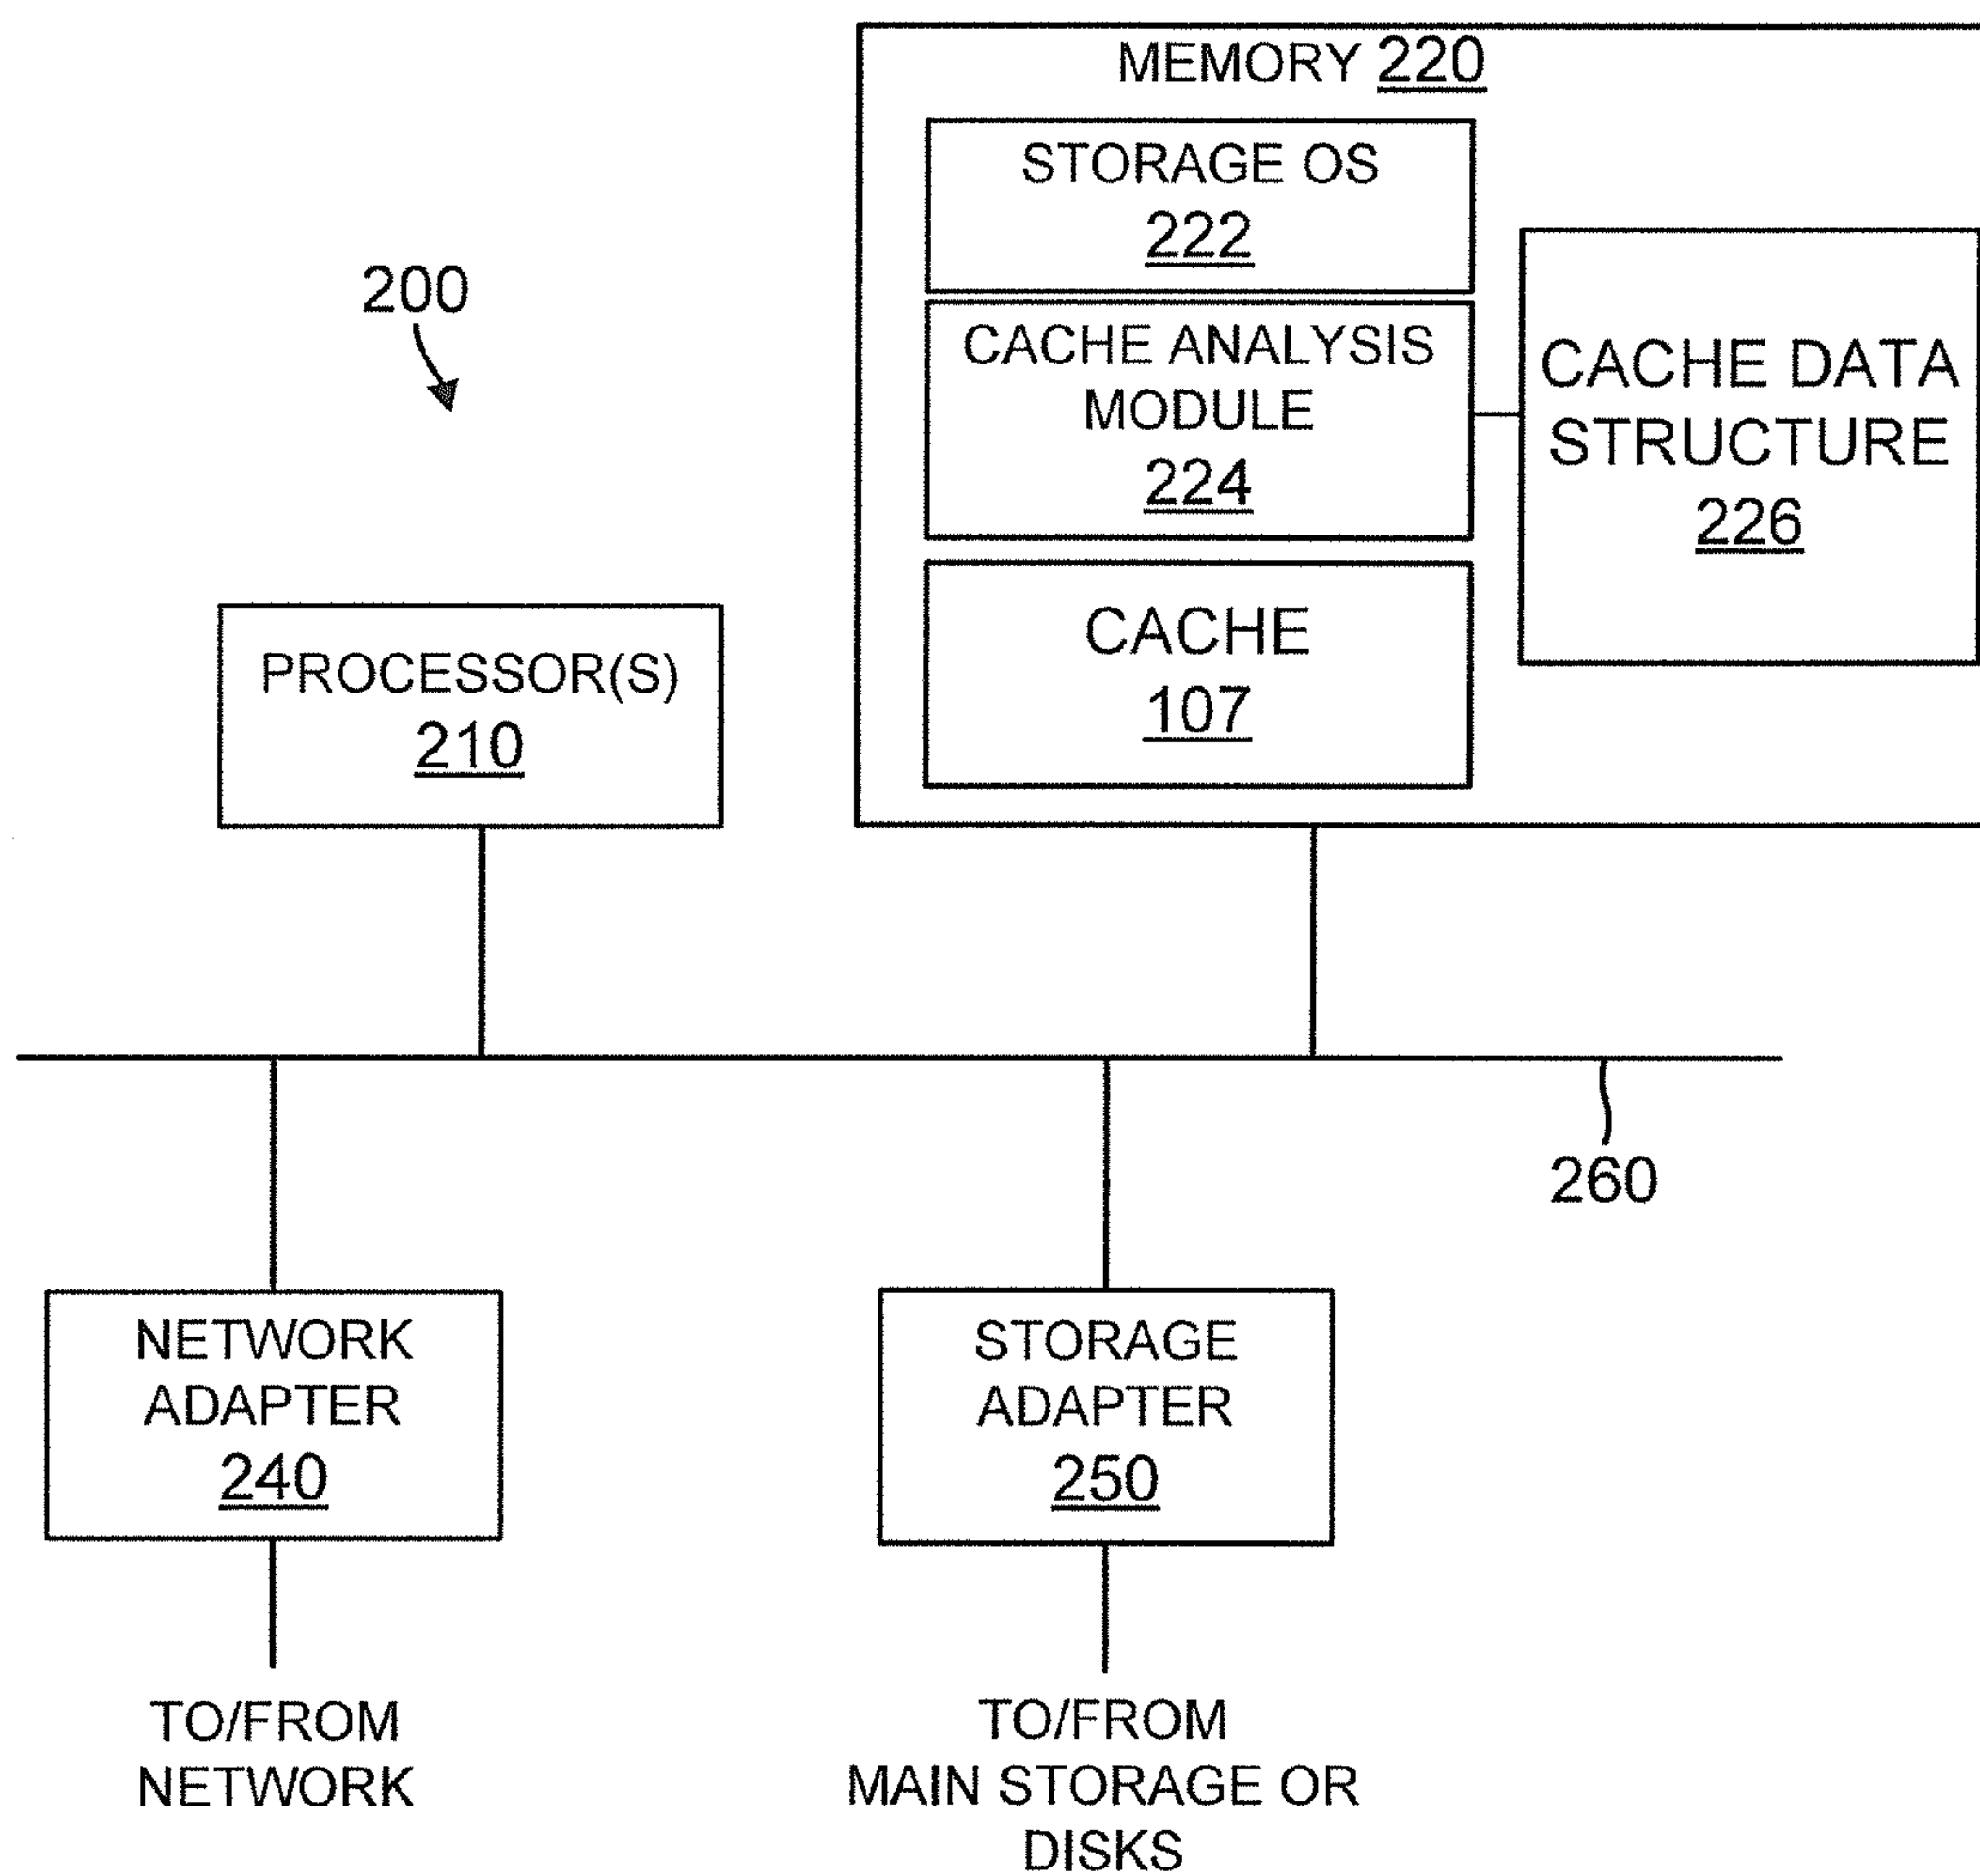 MEMORY 220
STORAGE OS
222
200
CACHE ANALYSIS
MODULE
224
CACHE DATA
STRUCTURE
226
CACHE
107
PROCESSOR(S)
210
260
NETWORK
ADAPTER
240
STORAGE
ADAPTER
250
TO/FROM
NETWORK
TO/FROM
MAIN STORAGE OR
DISKS